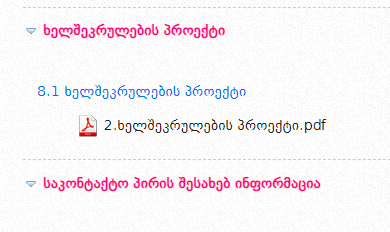 ხელშეკრულების პროექტი
8.1 ხელშეკრულების პროექტი
2.ხელშეკრულების პროექტი.pdf
საკონტაქტო პირის შესახებ ინფორმაცია